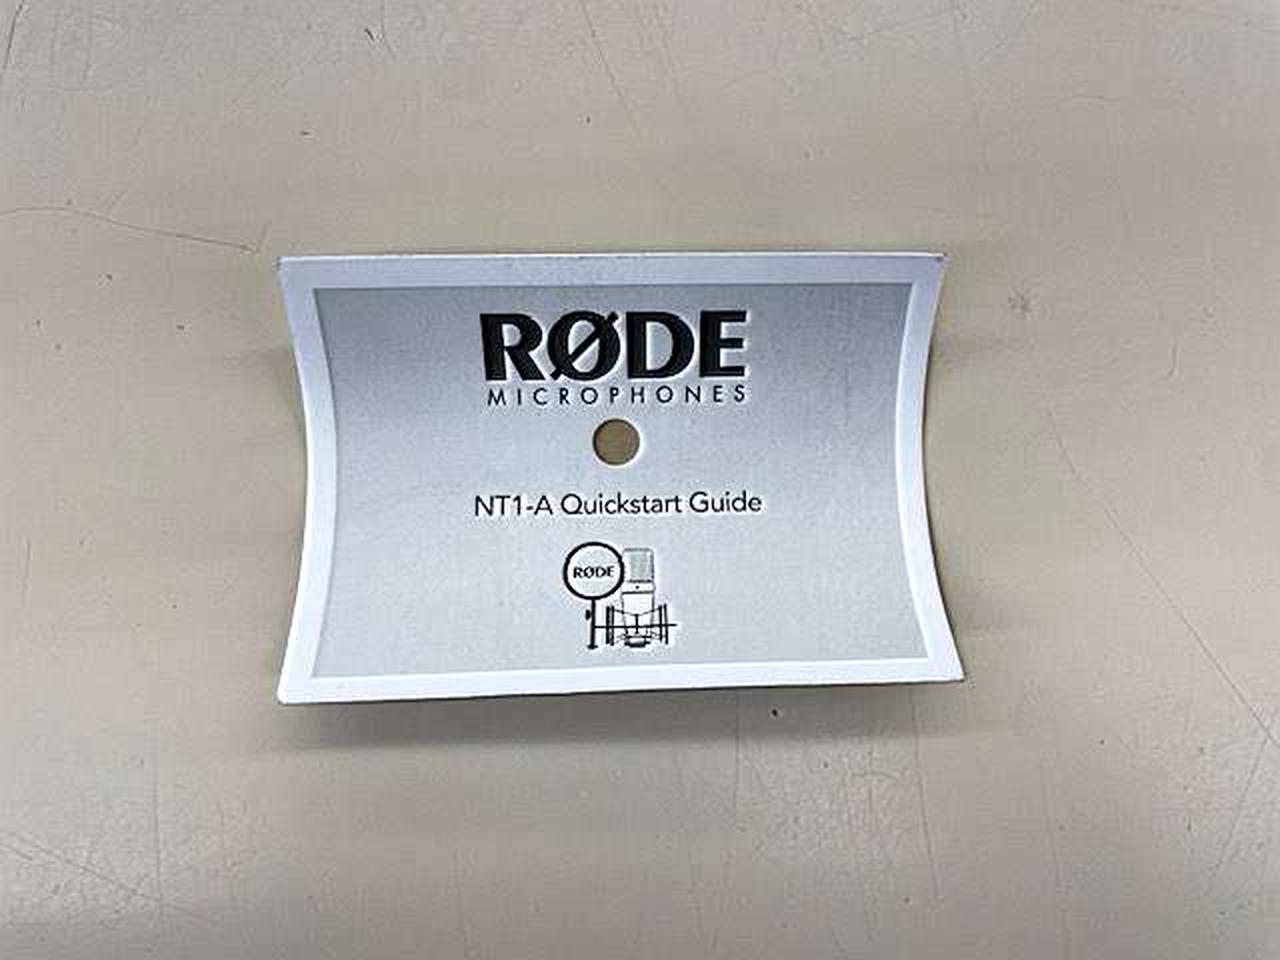 RØDE
MICROPHONES
NT1-A Quickstart Guide
RØDE